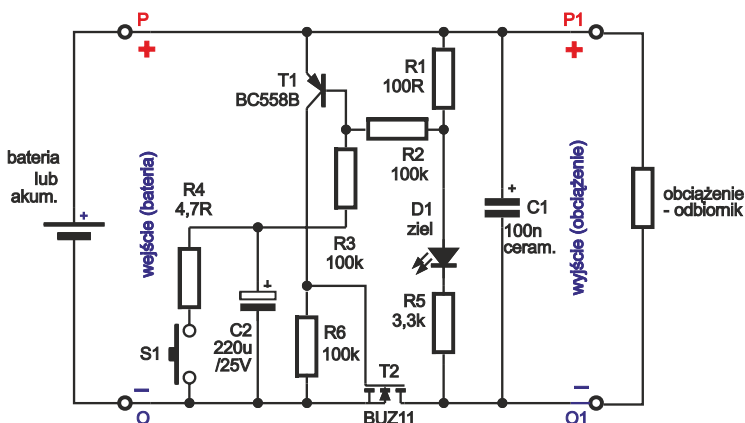 P
P1
+
+
T1
BC558B
R1
100R
bateria
lub
akum.
+
wejście (bateria)
R2
100k
R4
4,7R
R3
100k
D1
ziel
+
C1
100n
ceram.
wyjście (obciążenie)
obciążenie
- odbiornik
S1
+
C2
220u
/25V
R6
100k
R5
3,3k
T2
BUZ11
–
O
–
O1